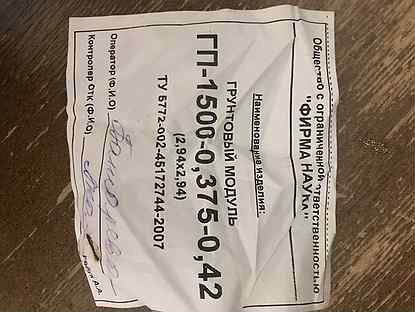 Общество с ограниченной ответственностью
"ФИРМА НАУКА"
Наименование изделия:
ГРУНТОВЫЙ МОДУЛЬ
ГП-1500-0,375-0,42
(2,94х2,94)
ТУ 5772-002-45172744-2007
Оператор (Ф.И.О)
Контролер ОТК (Ф.И.О)